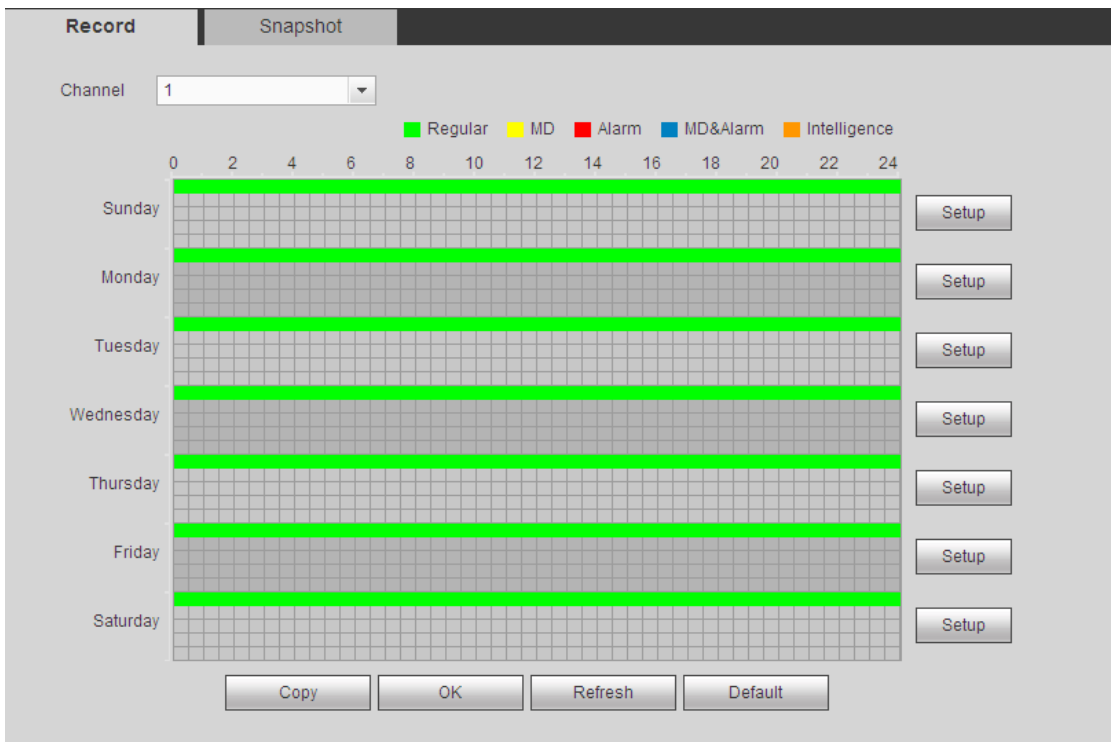 Record Snapshot
Channel 1
Regular MD Alarm MD&Alarm Intelligence
0 2 4 6 8 10 12 14 16 18 20 22 24
Sunday Setup
Monday Setup
Tuesday Setup
Wednesday Setup
Thursday Setup
Friday Setup
Saturday Setup
Copy OK Refresh Default